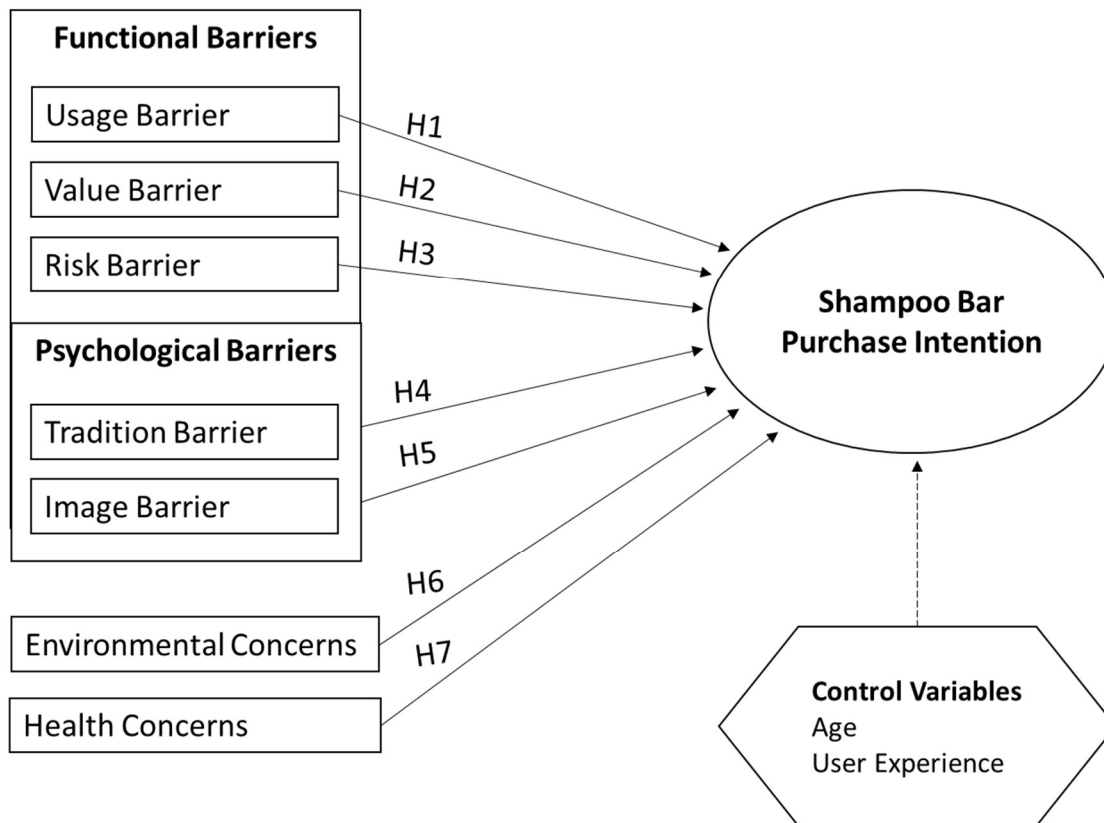 Functional Barriers
Usage Barrier
Value Barrier
Risk Barrier
Psychological Barriers
Tradition Barrier
Image Barrier
Environmental Concerns
Health Concerns
H1
H2
H3
H4
H5
H6
H7
Shampoo Bar
Purchase Intention
Control Variables
Age
User Experience